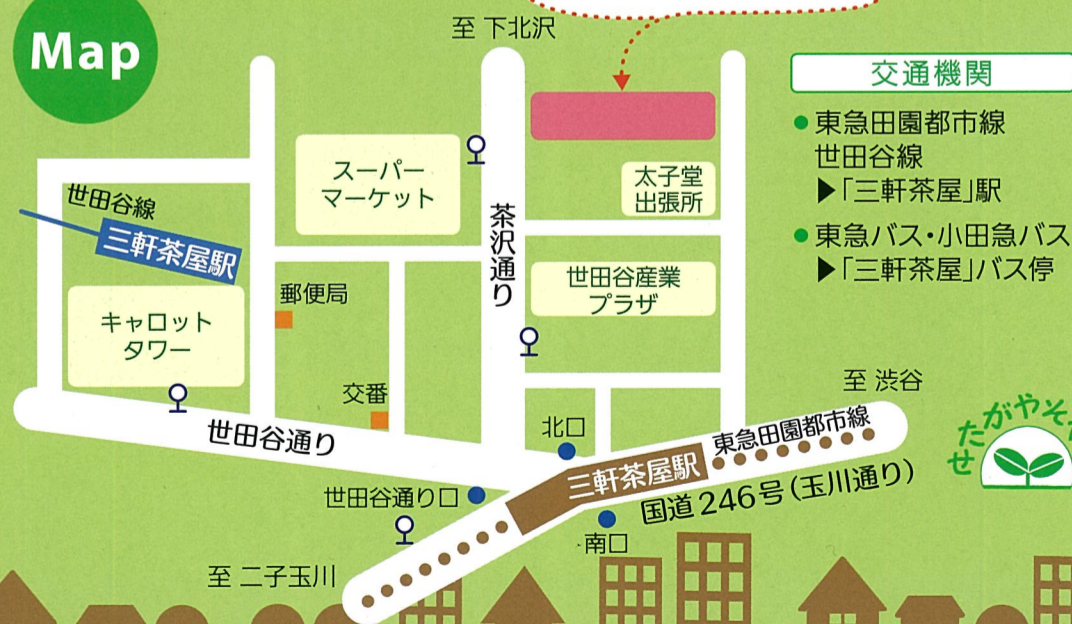 Map
至 下北沢
交通機関
● 東急田園都市線
世田谷線
▶「三軒茶屋」駅
● 東急バス・小田急バス
▶「三軒茶屋」バス停
スーパー
マーケット
太子堂
出張所
茶沢通り
世田谷線
三軒茶屋駅
世田谷産業
プラザ
郵便局
キャロット
タワー
交番
至 渋谷
北口
世田谷通り
東急田園都市線
三軒茶屋駅
国道246号(玉川通り)
世田谷通り口
南口
至 二子玉川
せたがやそ